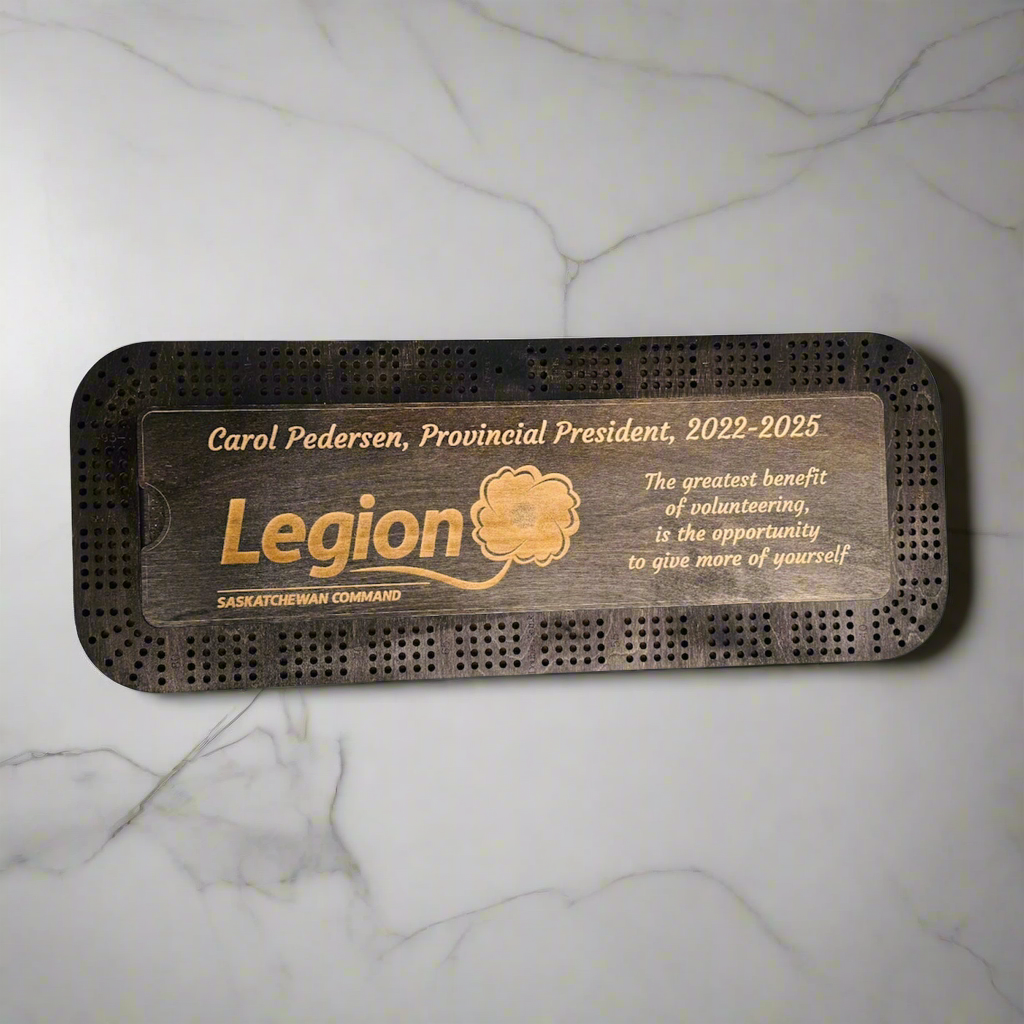 Carol Pedersen, Provincial President, 2022-2025
Legion
SASKATCHEWAN COMMAND
The greatest benefit
of volunteering,
is the opportunity
to give more of yourself